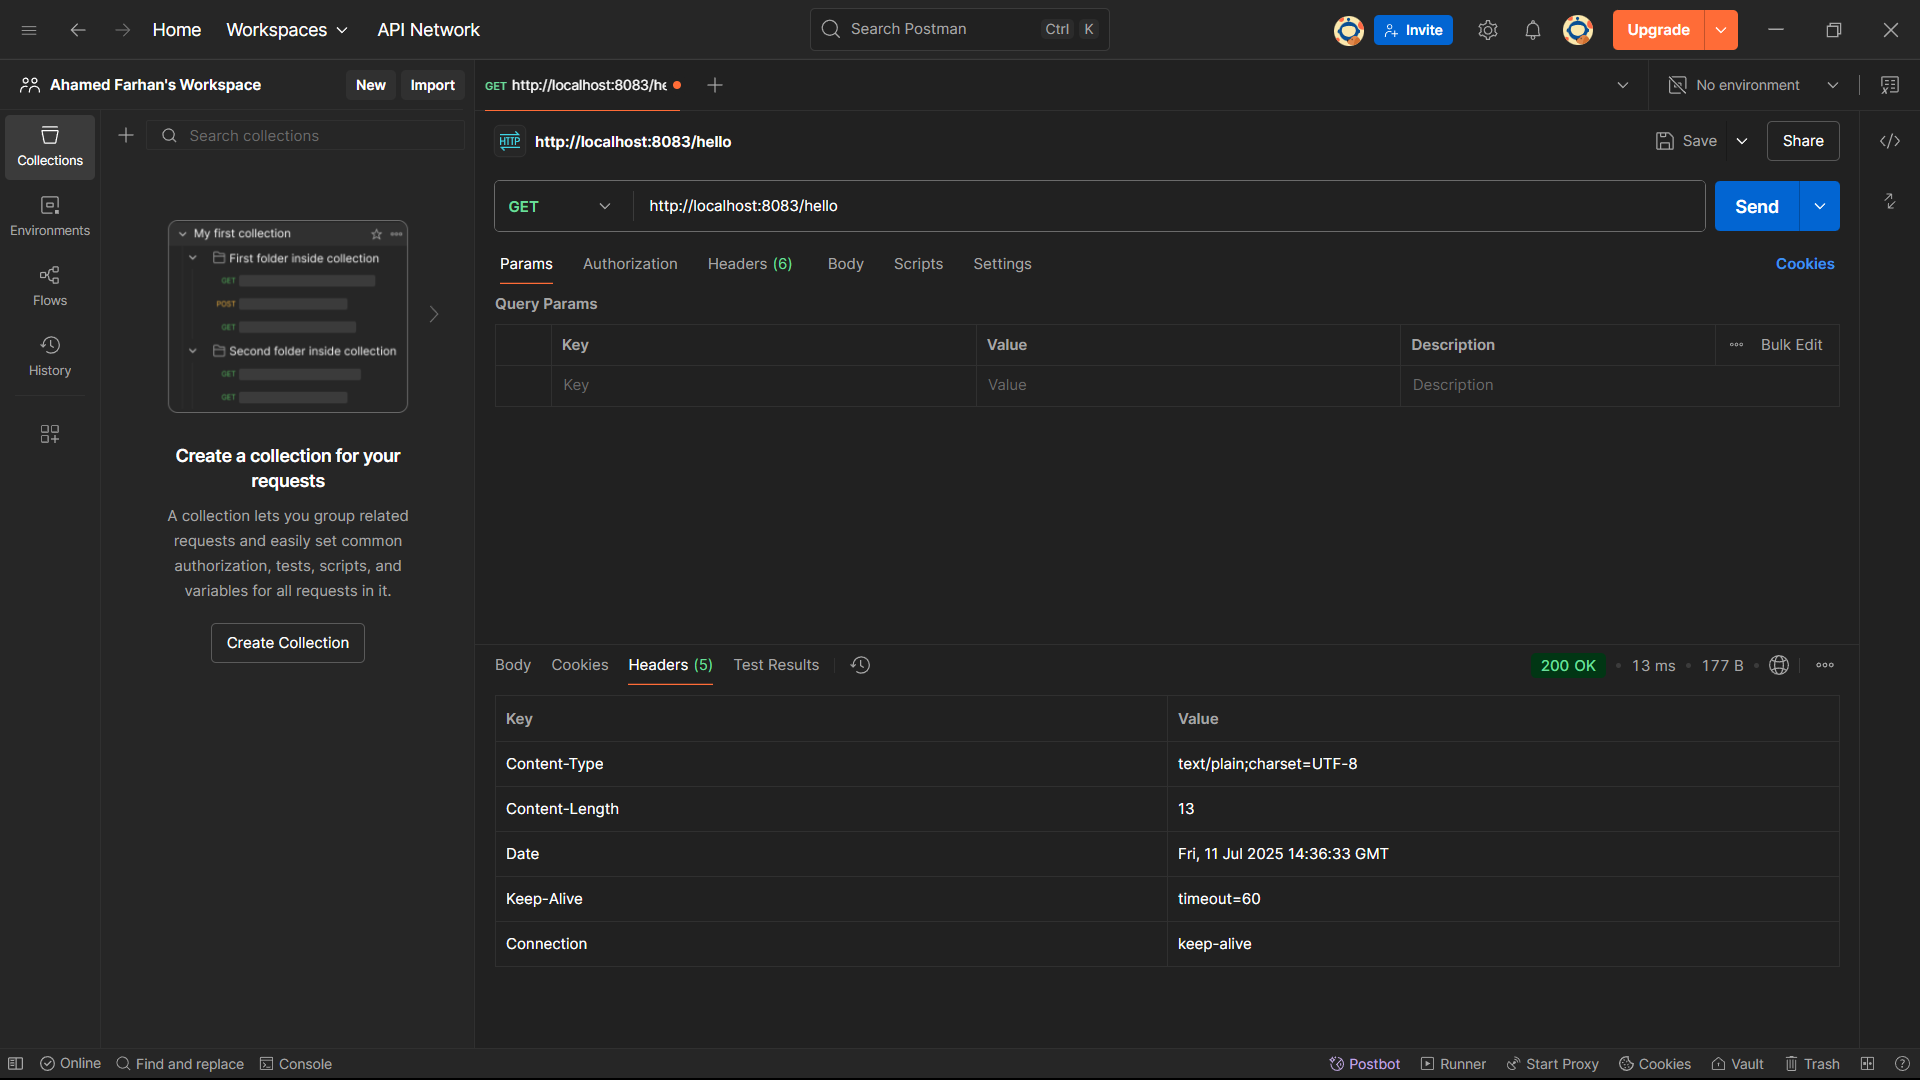 Home Workspaces API Network Search Postman Ctrl K Invite Upgrade
Ahamed Farhan's Workspace New Import GET http://localhost:8083/he No environment
Collections
Environments
Flows
History
Search collections
My first collection
First folder inside collection
GET
POST
GET
Second folder inside collection
GET
GET
Create a collection for your
requests
A collection lets you group related
requests and easily set common
authorization, tests, scripts, and
variables for all requests in it.
Create Collection
HTTP http://localhost:8083/hello Save Share
GET http://localhost:8083/hello Send
Params Authorization Headers (6) Body Scripts Settings Cookies
Query Params
Key Value Description Bulk Edit
Key Value Description
Body Cookies Headers (5) Test Results 200 OK 13 ms 177 B
Key Value
Content-Type text/plain;charset=UTF-8
Content-Length 13
Date Fri, 11 Jul 2025 14:36:33 GMT
Keep-Alive timeout=60
Connection keep-alive
Online Find and replace Console Postbot Runner Start Proxy Cookies Vault Trash